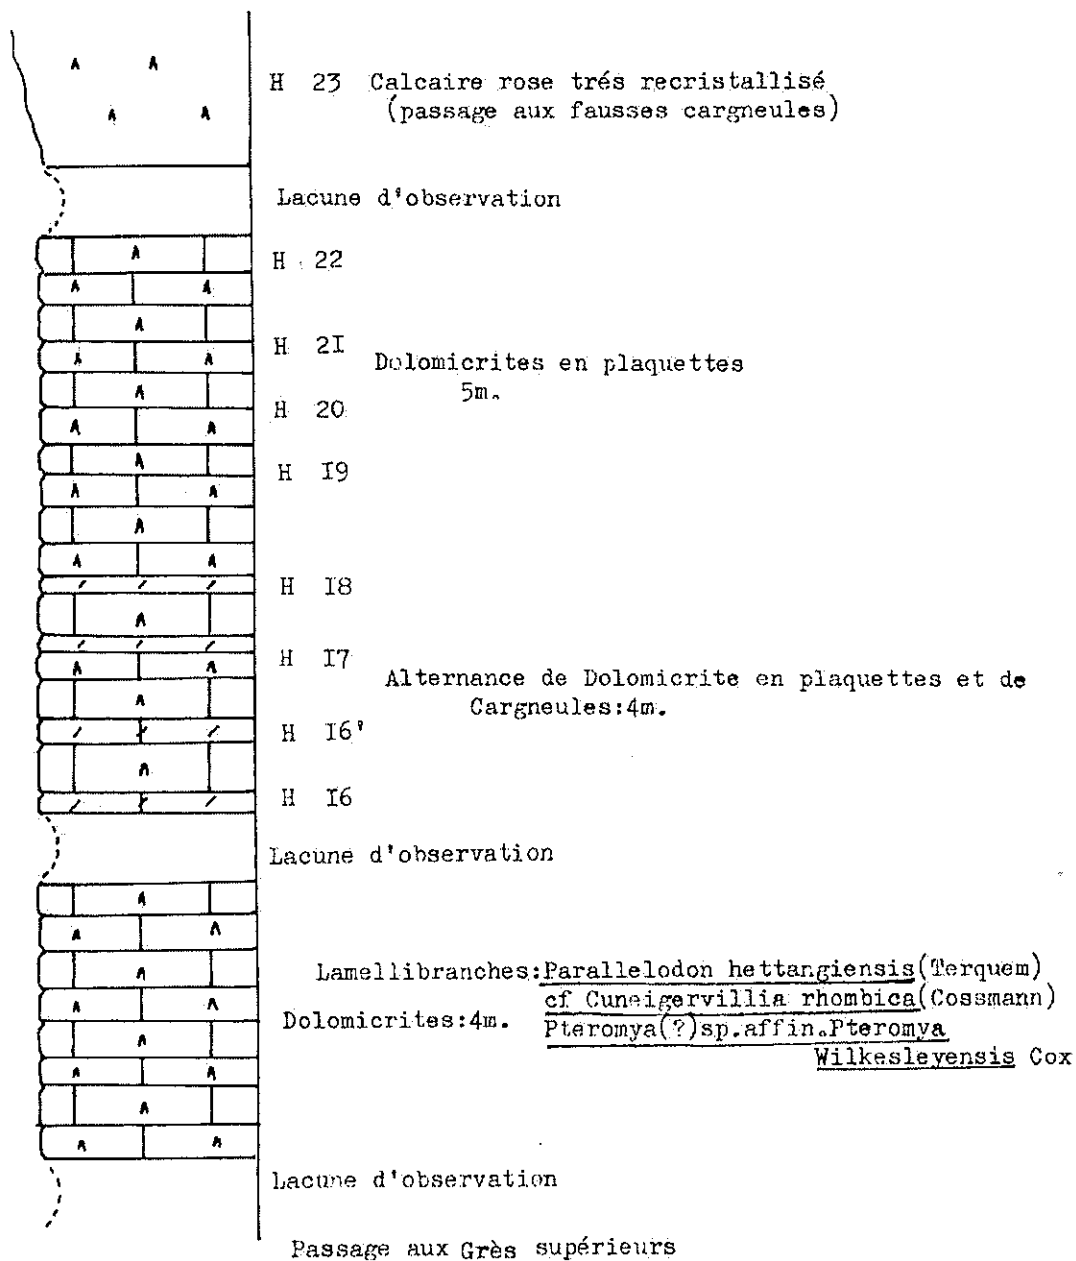 H 23 Calcaire rose trés recristallisé
(passage aux fausses cargneules)
Lacune d'observation
H 22
H 2I
Dolomicrites en plaquettes
5m.
H 20
H I9
H I8
H I7
Alternance de Dolomicrite en plaquettes et de
Cargneules:4m.
H I6'
H I6
Lacune d'observation
Lamellibranches:Parallelodon hettangiensis(Terquem)
cf Cuneigervillia rhombica(Cossmann)
Dolomicrites:4m.
Pteromya(?)sp.affin.Pteromya
Wilkesleyensis Cox
Lacune d'observation
Passage aux Grès supérieurs